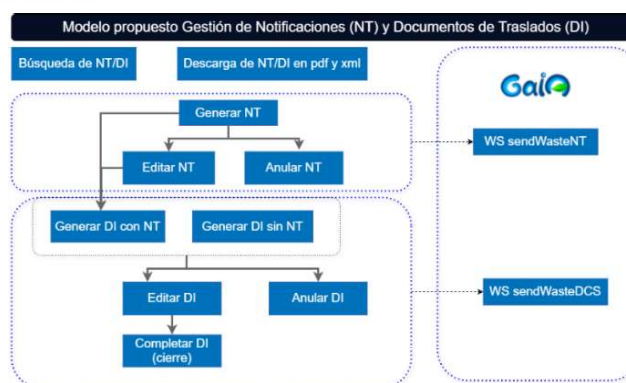 Modelo propuesto Gestión de Notificaciones (NT) y Documentos de Traslados (DI)
Búsqueda de NT/DI
Descarga de NT/DI en pdf y xml
GaiA
Generar NT
WS sendWasteNT
Editar NT
Anular NT
Generar DI con NT
Generar DI sin NT
Editar DI
Anular DI
WS sendWasteDCS
Completar DI
(cierre)